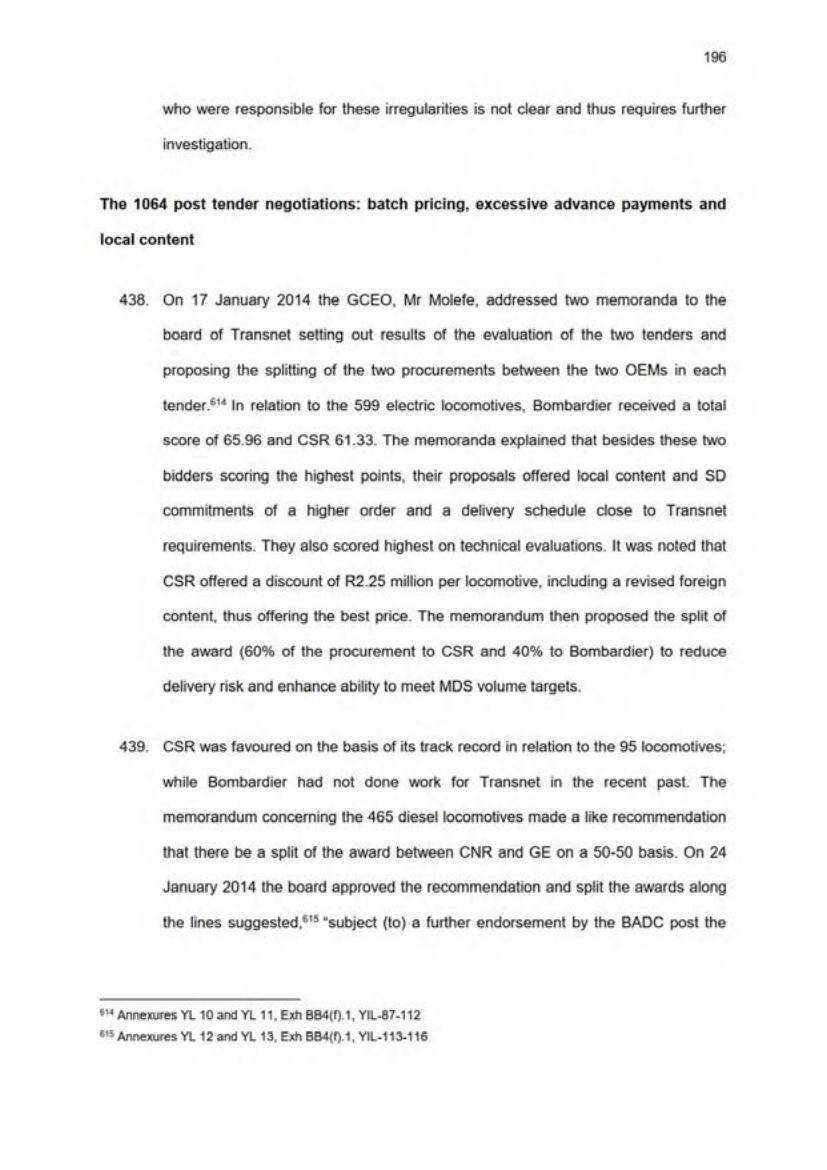 196
who were responsible for these irregularities is not clear and thus requires further
investigation.
The 1064 post tender negotiations: batch pricing, excessive advance payments and
local content
438. On 17 January 2014 the GCEO, Mr Molefe, addressed two memoranda to the
board of Transnet setting out results of the evaluation of the two tenders and
proposing the splitting of the two procurements between the two OEMs in each
tender.614 In relation to the 599 electric locomotives, Bombardier received a total
score of 65.96 and CSR 61.33. The memoranda explained that besides these two
bidders scoring the highest points, their proposals offered local content and SD
commitments of a higher order and a delivery schedule close to Transnet
requirements. They also scored highest on technical evaluations. It was noted that
CSR offered a discount of R2.25 million per locomotive, including a revised foreign
content, thus offering the best price. The memorandum then proposed the split of
the award (60% of the procurement to CSR and 40% to Bombardier) to reduce
delivery risk and enhance ability to meet MDS volume targets.
439. CSR was favoured on the basis of its track record in relation to the 95 locomotives;
while Bombardier had not done work for Transnet in the recent past. The
memorandum concerning the 465 diesel locomotives made a like recommendation
that there be a split of the award between CNR and GE on a 50-50 basis. On 24
January 2014 the board approved the recommendation and split the awards along
the lines suggested,615 "subject (to) a further endorsement by the BADC post the
614 Annexures YL 10 and YL 11, Exh BB4(f).1, YIL-87-112
615 Annexures YL 12 and YL 13, Exh BB4(f).1, YIL-113-116